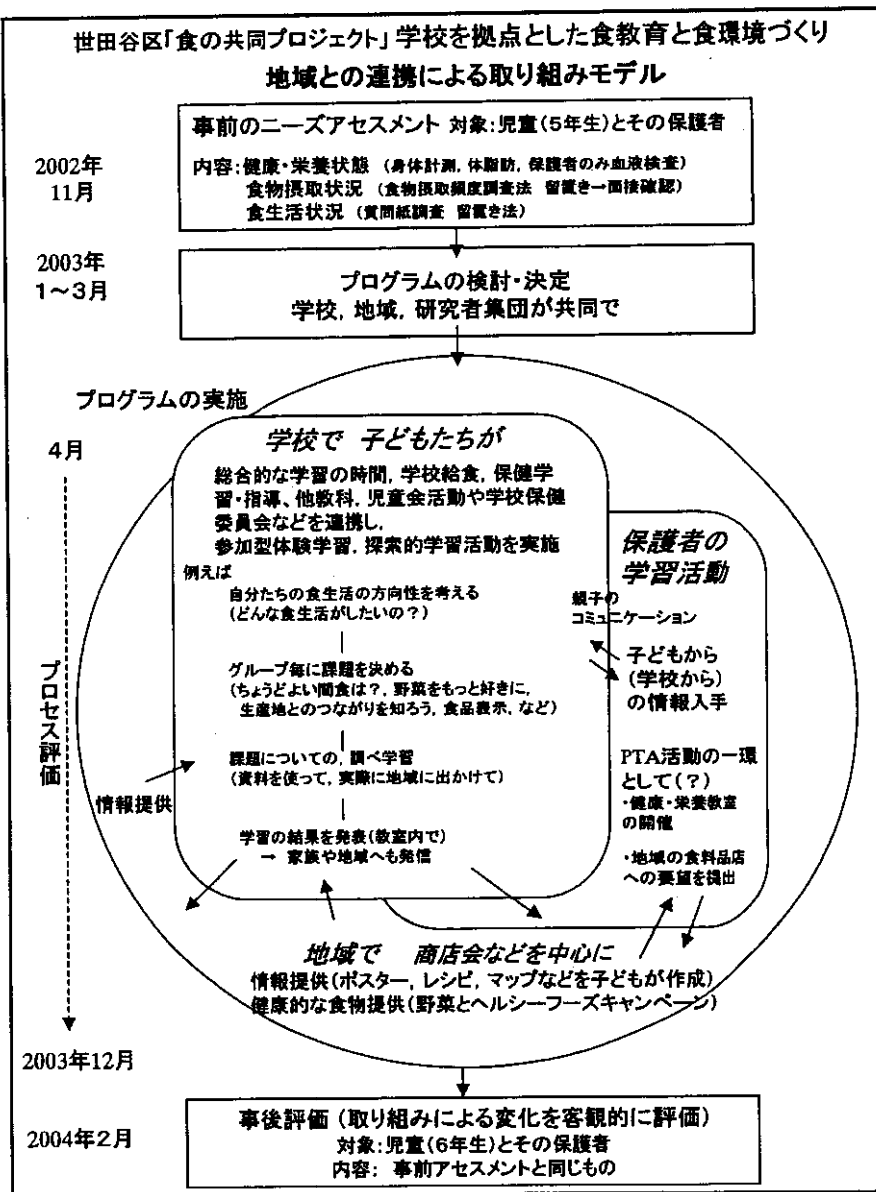 世田谷区「食の共同プロジェクト」学校を拠点とした食教育と食環境づくり
地域との連携による取り組みモデル
2002年
11月
事前のニーズアセスメント 対象:児童(5年生)とその保護者
内容:健康・栄養状態 (身体計測, 体脂肪, 保護者のみ血液検査)
食物摂取状況 (食物摂取頻度調査法 留置き→面接確認)
食生活状況 (質問紙調査 留置き法)
2003年
1~3月
プログラムの検討・決定
学校, 地域, 研究者集団が共同で
プログラムの実施
4月
プロセス評価
学校で 子どもたちが
総合的な学習の時間, 学校給食, 保健学
習・指導、他教科, 児童会活動や学校保健
委員会などを連携し,
参加型体験学習, 探索的学習活動を実施
例えば
自分たちの食生活の方向性を考える
(どんな食生活がしたいの?)
グループ毎に課題を決める
(ちょうどよい間食は?, 野菜をもっと好きに,
生産地とのつながりを知ろう, 食品表示, など)
課題についての, 調べ学習
(資料を使って, 実際に地域に出かけて)
情報提供
学習の結果を発表(教室内で)
→ 家族や地域へも発信
保護者の
学習活動
親子の
コミュニケーション
子どもから
(学校から)
の情報入手
PTA活動の一環
として(?)
・健康・栄養教室
の開催
・地域の食料品店
への要望を提出
地域で 商店会などを中心に
情報提供(ポスター, レシピ, マップなどを子どもが作成)
健康的な食物提供(野菜とヘルシーフーズキャンペーン)
2003年12月
2004年2月
事後評価 (取り組みによる変化を客観的に評価)
対象:児童(6年生)とその保護者
内容: 事前アセスメントと同じもの